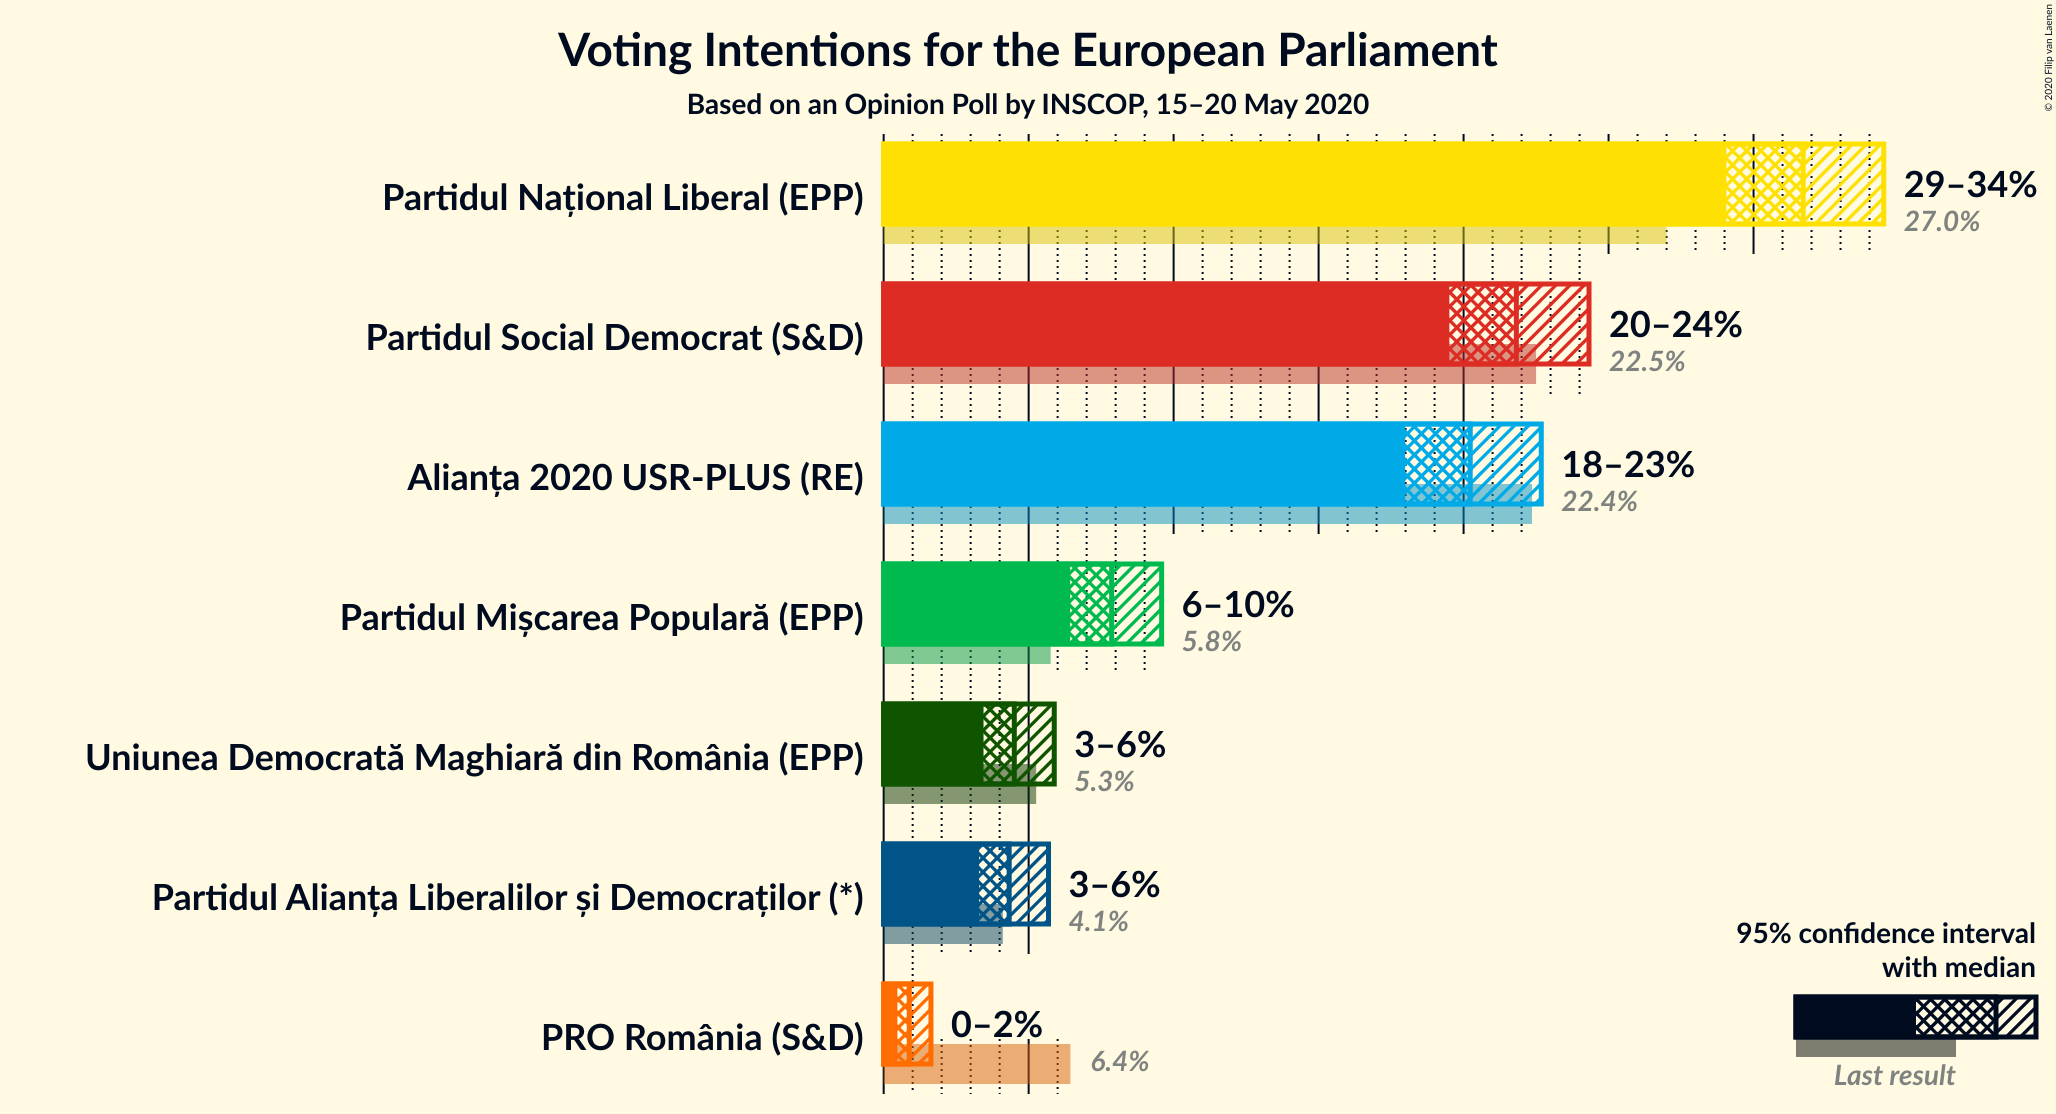 Voting Intentions for the European Parliament
Based on an Opinion Poll by INSCOP, 15–20 May 2020
© 2020 Filip van Laenen
Partidul Național Liberal (EPP)
29–34%
27.0%
Partidul Social Democrat (S&D)
20–24%
22.5%
Alianța 2020 USR-PLUS (RE)
18–23%
22.4%
Partidul Mișcarea Populară (EPP)
6–10%
5.8%
Uniunea Democrată Maghiară din România (EPP)
3–6%
5.3%
Partidul Alianța Liberalilor și Democraților (*)
3–6%
4.1%
PRO România (S&D)
0–2%
6.4%
95% confidence interval
with median
Last result